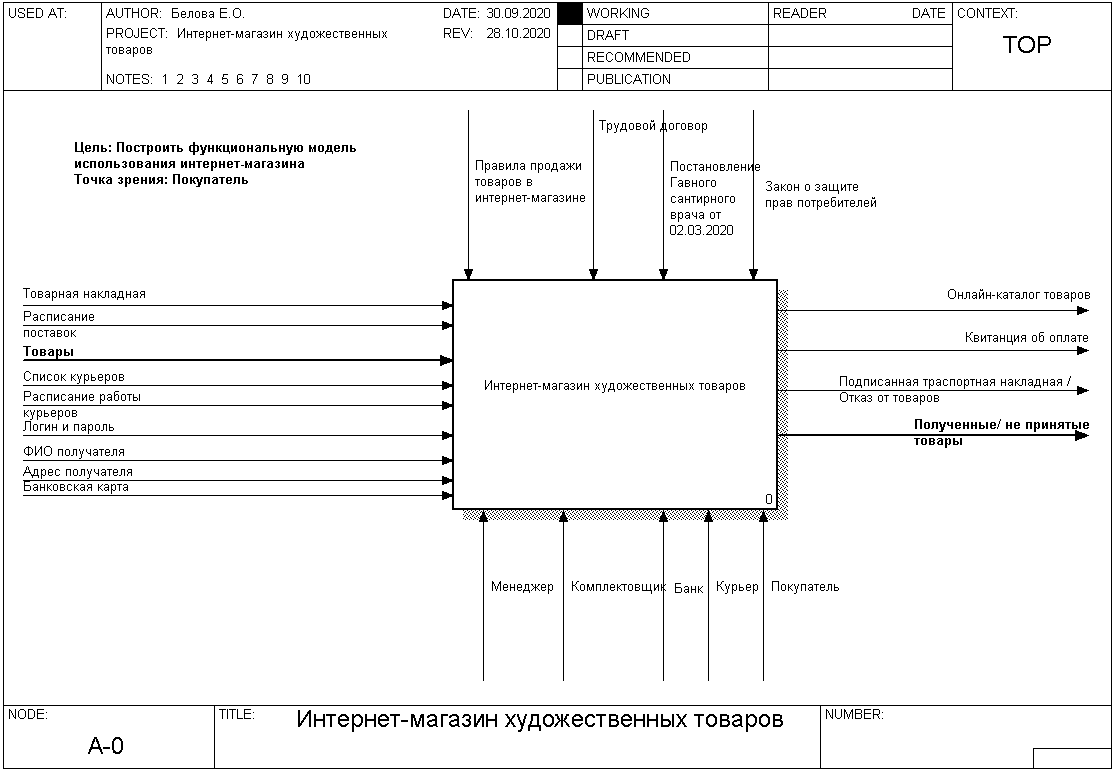 USED AT:
AUTHOR: Белова Е.О.
DATE: 30.09.2020
PROJECT: Интернет-магазин художественных
товаров
REV: 28.10.2020
NOTES: 1 2 3 4 5 6 7 8 9 10
WORKING
DRAFT
RECOMMENDED
PUBLICATION
READER
DATE
CONTEXT:
TOP
Цель: Построить функциональную модель
использования интернет-магазина
Точка зрения: Покупатель
Правила продажи
товаров в
интернет-магазине
Трудовой договор
Постановление
Гавного
сантирного
врача от
02.03.2020
Закон о защите
прав потребителей
Товарная накладная
Расписание
поставок
Товары
Список курьеров
Расписание работы
курьеров
Логин и пароль
ФИО получателя
Адрес получателя
Банковская карта
Интернет-магазин художественных товаров
0
Онлайн-каталог товаров
Квитанция об оплате
Подписанная траспортная накладная /
Отказ от товаров
Полученные/ не принятые
товары
Менеджер
Комплектовщик
Банк
Курьер
Покупатель
NODE:
A-0
TITLE:
Интернет-магазин художественных товаров
NUMBER: